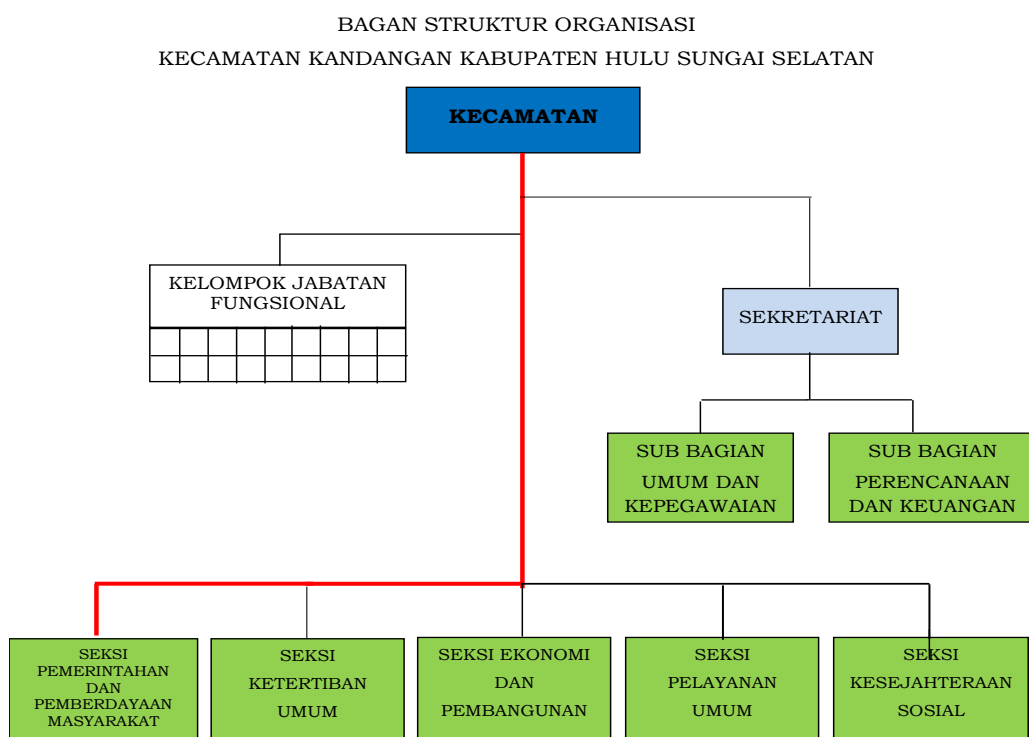 BAGAN STRUKTUR ORGANISASI
KECAMATAN KANDANGAN KABUPATEN HULU SUNGAI SELATAN
KECAMATAN
KELOMPOK JABATAN
FUNGSIONAL
SEKRETARIAT
SUB BAGIAN
UMUM DAN
KEPEGAWAIAN
SUB BAGIAN
PERENCANAAN
DAN KEUANGAN
SEKSI
PEMERINTAHAN
DAN
PEMBERDAYAAN
MASYARAKAT
SEKSI
KETERTIBAN
UMUM
SEKSI EKONOMI
DAN
PEMBANGUNAN
SEKSI
PELAYANAN
UMUM
SEKSI
KESEJAHTERAAN
SOSIAL